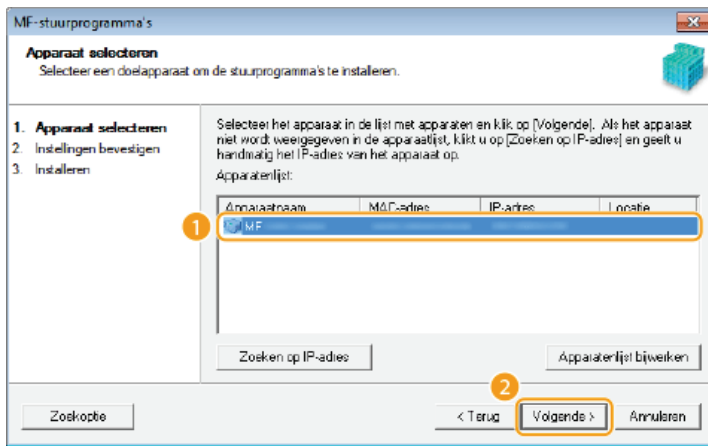 MF-stuurprogramma's
Apparaat selecteren
Selecteer een doelapparaat om de stuurprogramma's te installeren.
1. Apparaat selecteren
2. Instellingen bevestigen
3. Installeren
Selecteer het apparaat in de lijst met apparaten en klik op [Volgende]. Als het apparaat
niet wordt weergegeven in de apparaatlijst, klikt u op [Zoeken op IP-adres] en geeft u
handmatig het IP-adres van het apparaat op.
Apparatenlijst:
Apparaatnaam MAC-adres IP-adres Locatie
1 MF
Zoeken op IP-adres Apparatenlijst bijwerken
2
Zoekoptie < Terug Volgende > Annuleren